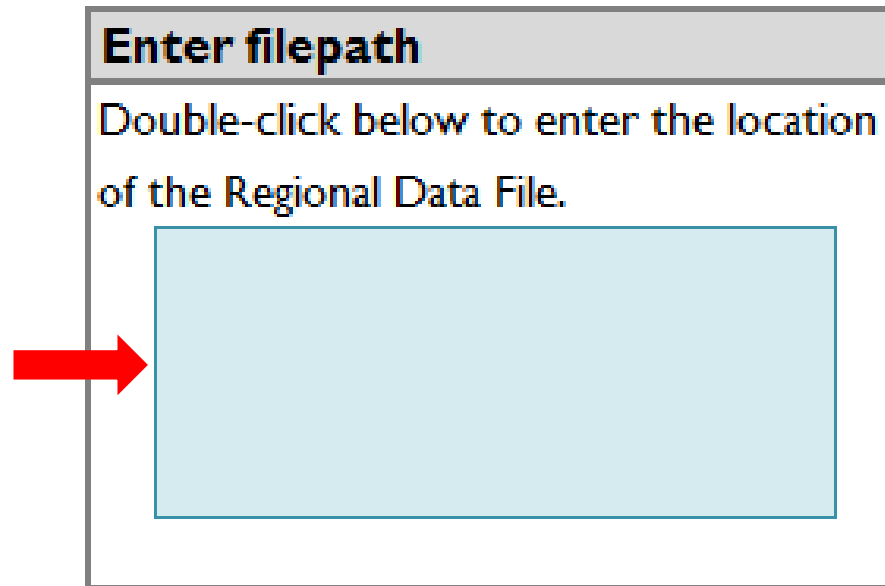 Enter filepath
Double-click below to enter the location
of the Regional Data File.